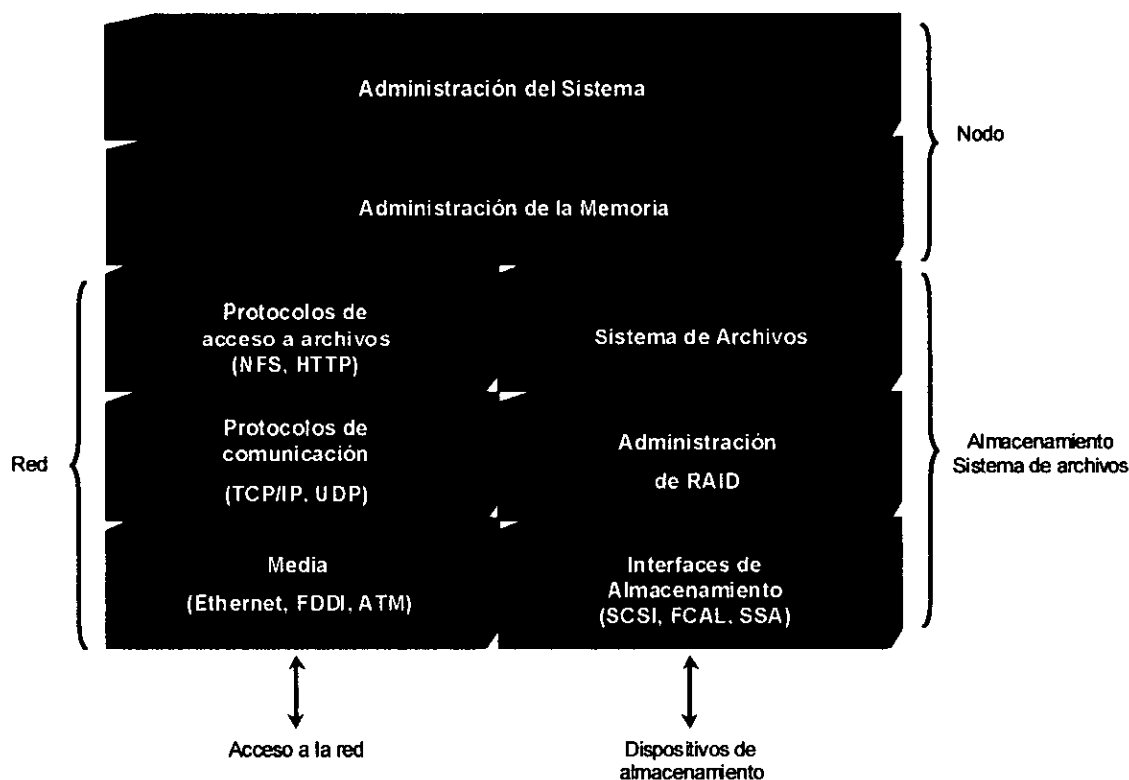 Administración del Sistema
Nodo
Administración de la Memoria
Protocolos de
acceso a archivos
(NFS, HTTP)
Sistema de Archivos
Red
Protocolos de
comunicación
(TCP/IP, UDP)
Administración
de RAID
Almacenamiento
Sistema de archivos
Media
(Ethernet, FDDI, ATM)
Interfaces de
Almacenamiento
(SCSI, FCAL, SSA)
Acceso a la red
Dispositivos de
almacenamiento